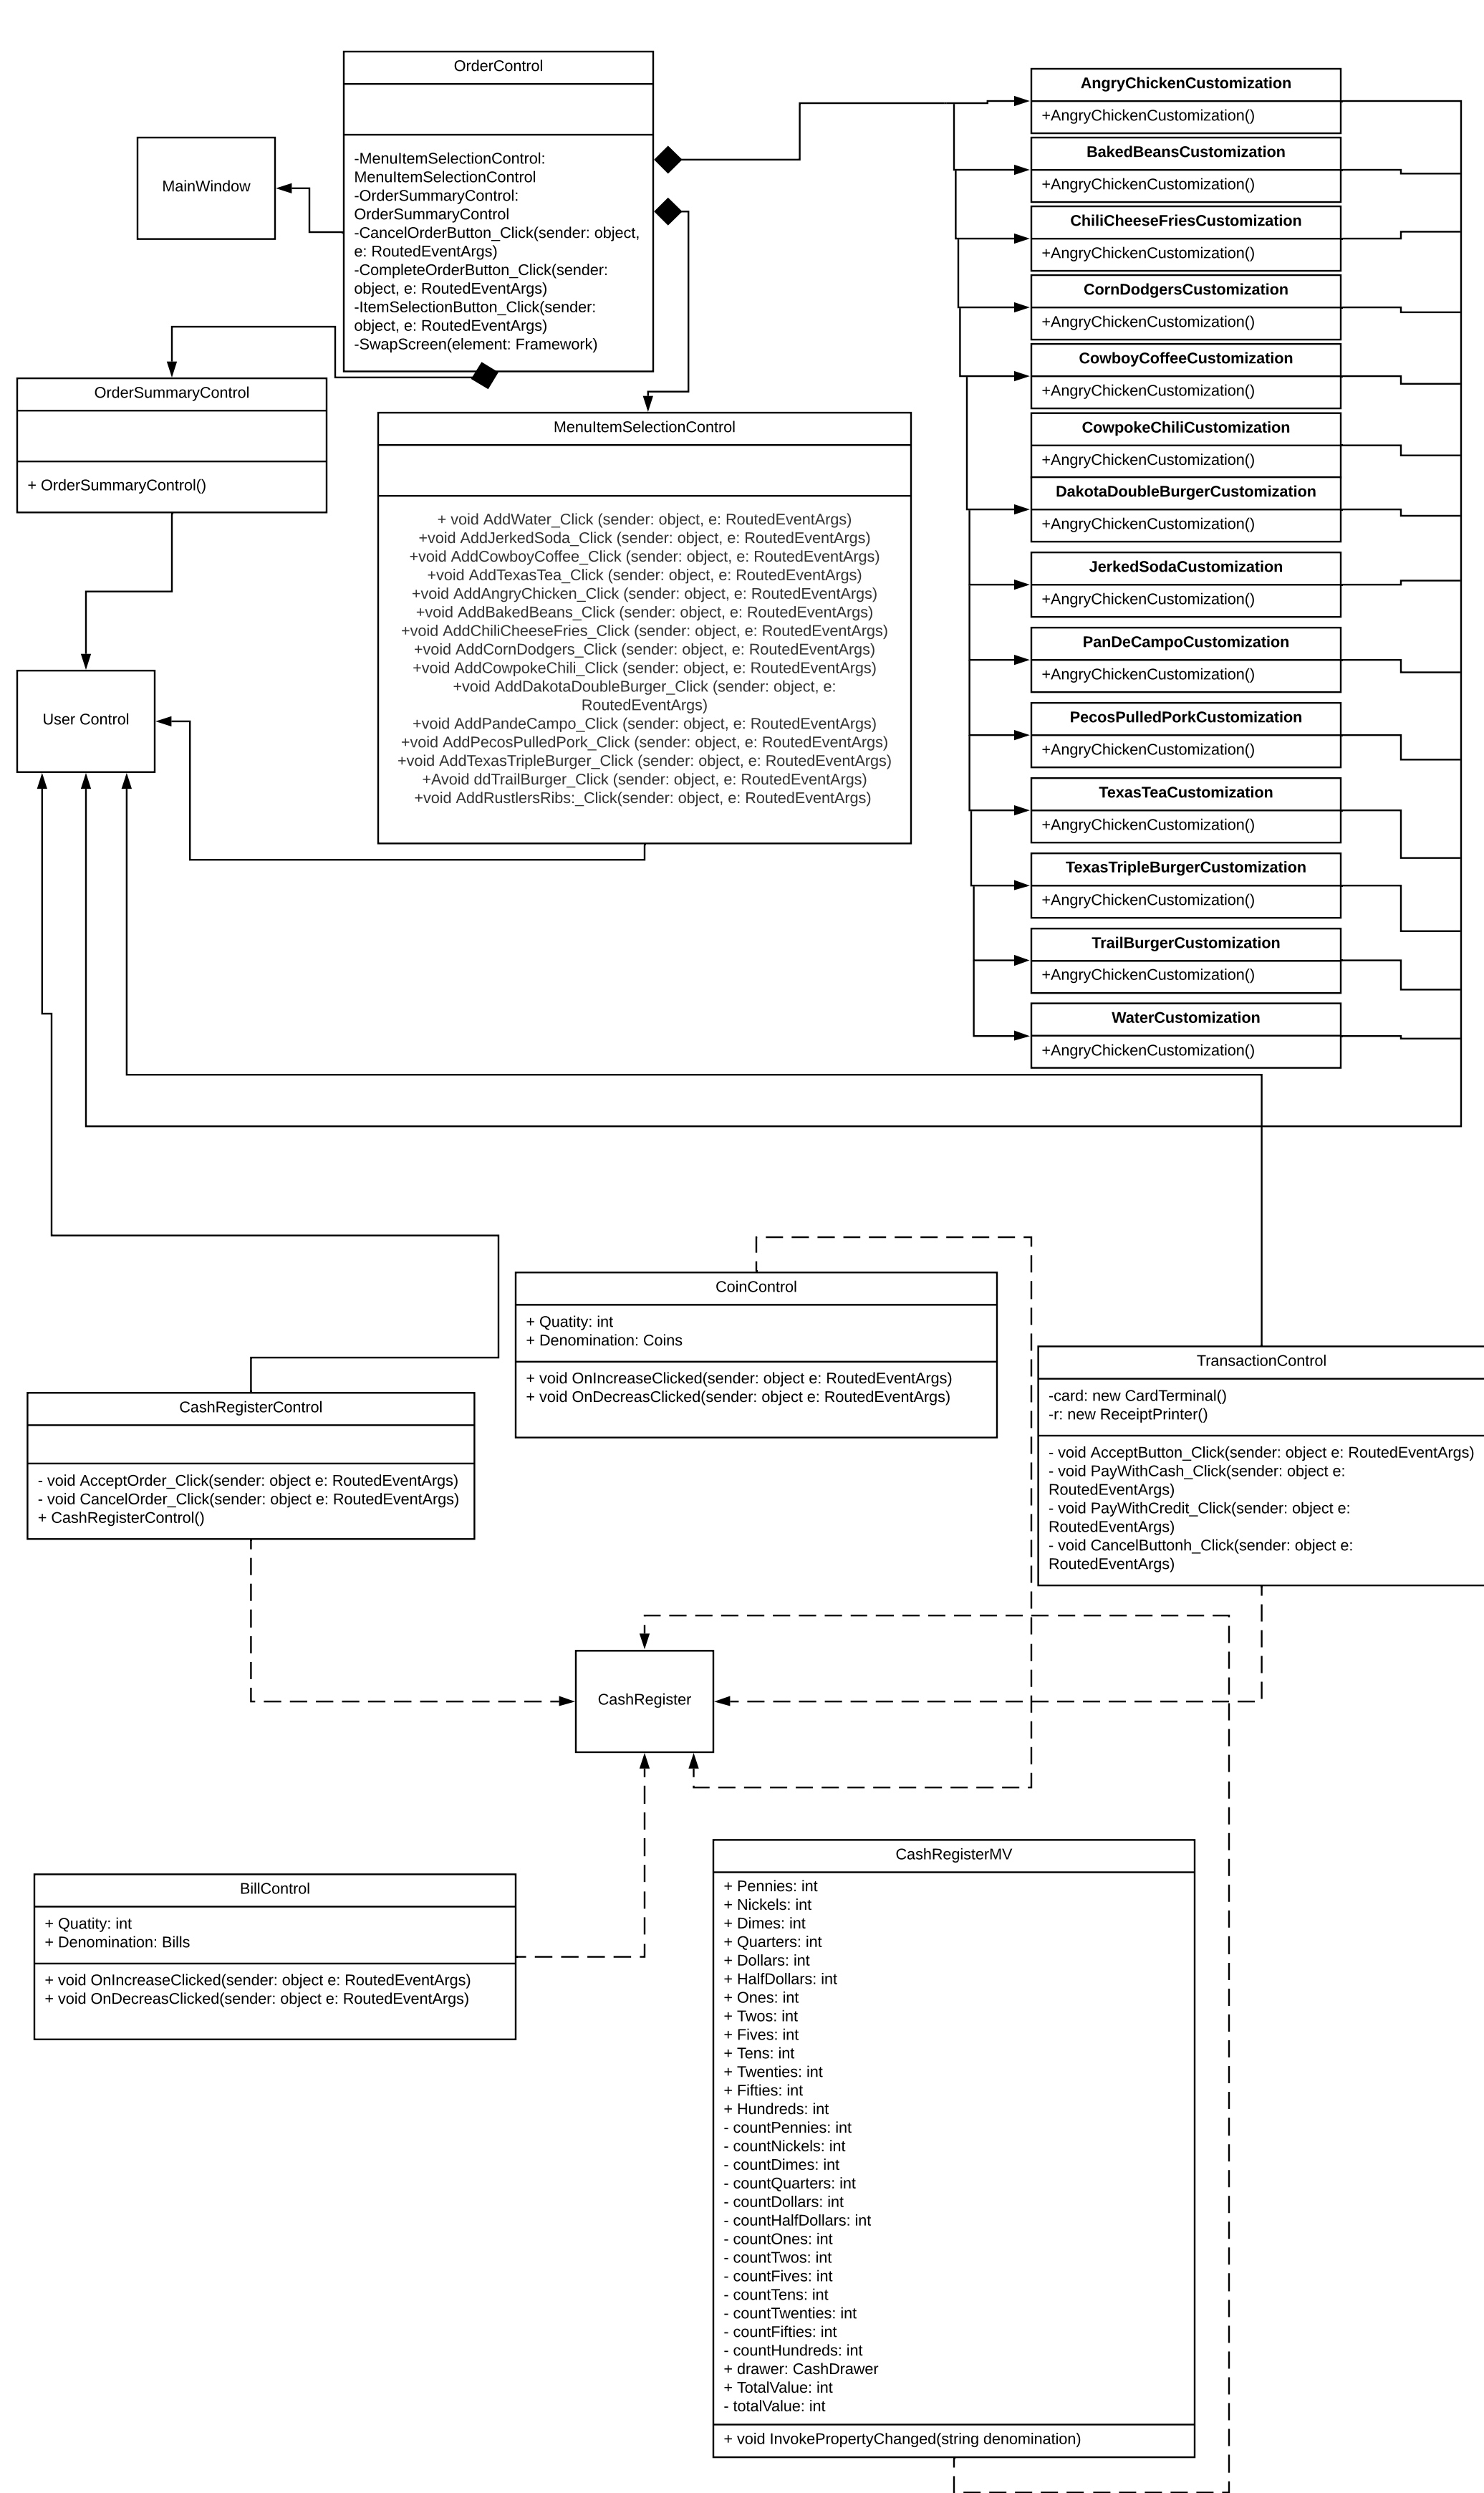 OrderControl
-MenuItemSelectionControl:
MenuItemSelectionControl
-OrderSummaryControl:
OrderSummaryControl
-CancelOrderButton_Click(sender: object,
e: RoutedEventArgs)
-CompleteOrderButton_Click(sender:
object, e: RoutedEventArgs)
-ItemSelectionButton_Click(sender:
object, e: RoutedEventArgs)
-SwapScreen(element: Framework)
MainWindow
OrderSummaryControl
+ OrderSummaryControl()
MenuItemSelectionControl
+ void AddWater_Click (sender: object, e: RoutedEventArgs)
+void AddJerkedSoda_Click (sender: object, e: RoutedEventArgs)
+void AddCowboyCoffee_Click (sender: object, e: RoutedEventArgs)
+void AddTexasTea_Click (sender: object, e: RoutedEventArgs)
+void AddAngryChicken_Click (sender: object, e: RoutedEventArgs)
+void AddBakedBeans_Click (sender: object, e: RoutedEventArgs)
+void AddChiliCheeseFries_Click (sender: object, e: RoutedEventArgs)
+void AddCornDodgers_Click (sender: object, e: RoutedEventArgs)
+void AddCowpokeChili_Click (sender: object, e: RoutedEventArgs)
+void AddDakotaDoubleBurger_Click (sender: object, e:
RoutedEventArgs)
+void AddPandeCampo_Click (sender: object, e: RoutedEventArgs)
+void AddPecosPulledPork_Click (sender: object, e: RoutedEventArgs)
+void AddTexasTripleBurger_Click (sender: object, e: RoutedEventArgs)
+Avoid ddTrailBurger_Click (sender: object, e: RoutedEventArgs)
+void AddRustlersRibs:_Click(sender: object, e: RoutedEventArgs)
User Control
AngryChickenCustomization
+AngryChickenCustomization()
BakedBeansCustomization
+AngryChickenCustomization()
ChiliCheeseFriesCustomization
+AngryChickenCustomization()
CornDodgersCustomization
+AngryChickenCustomization()
CowboyCoffeeCustomization
+AngryChickenCustomization()
CowpokeChiliCustomization
+AngryChickenCustomization()
DakotaDoubleBurgerCustomization
+AngryChickenCustomization()
JerkedSodaCustomization
+AngryChickenCustomization()
PanDeCampoCustomization
+AngryChickenCustomization()
PecosPulledPorkCustomization
+AngryChickenCustomization()
TexasTeaCustomization
+AngryChickenCustomization()
TexasTripleBurgerCustomization
+AngryChickenCustomization()
TrailBurgerCustomization
+AngryChickenCustomization()
WaterCustomization
+AngryChickenCustomization()
CoinControl
+ Quatity: int
+ Denomination: Coins
+ void OnIncreaseClicked(sender: object e: RoutedEventArgs)
+ void OnDecreasClicked(sender: object e: RoutedEventArgs)
TransactionControl
-card: new CardTerminal()
-r: new ReceiptPrinter()
- void AcceptButton_Click(sender: object e: RoutedEventArgs)
- void PayWithCash_Click(sender: object e:
RoutedEventArgs)
- void PayWithCredit_Click(sender: object e:
RoutedEventArgs)
- void CancelButtonh_Click(sender: object e:
RoutedEventArgs)
CashRegisterControl
- void AcceptOrder_Click(sender: object e: RoutedEventArgs)
- void CancelOrder_Click(sender: object e: RoutedEventArgs)
+ CashRegisterControl()
CashRegister
BillControl
+ Quatity: int
+ Denomination: Bills
+ void OnIncreaseClicked(sender: object e: RoutedEventArgs)
+ void OnDecreasClicked(sender: object e: RoutedEventArgs)
CashRegisterMV
+ Pennies: int
+ Nickels: int
+ Dimes: int
+ Quarters: int
+ Dollars: int
+ HalfDollars: int
+ Ones: int
+ Twos: int
+ Fives: int
+ Tens: int
+ Twenties: int
+ Fifties: int
+ Hundreds: int
- countPennies: int
- countNickels: int
- countDimes: int
- countQuarters: int
- countDollars: int
- countHalfDollars: int
- countOnes: int
- countTwos: int
- countFives: int
- countTens: int
- countTwenties: int
- countFifties: int
- countHundreds: int
+ drawer: CashDrawer
+ TotalValue: int
- totalValue: int
+ void InvokePropertyChanged(string denomination)